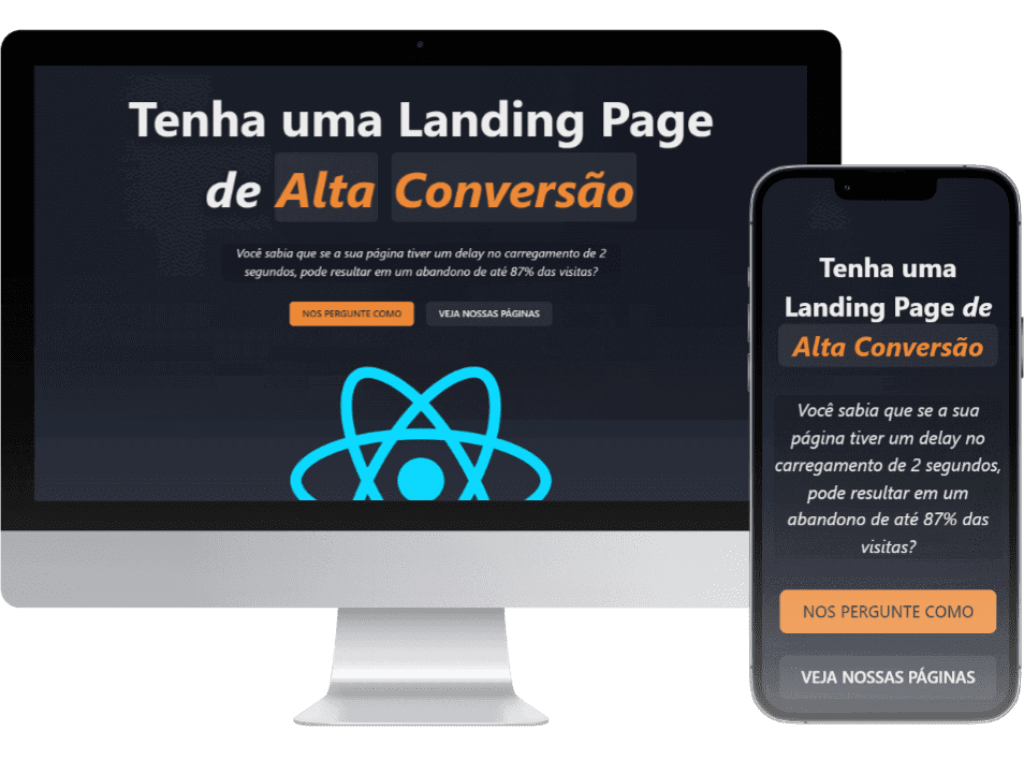 Tenha uma Landing Page
de Alta Conversão
Você sabia que se a sua página tiver um delay no carregamento de 2
segundos, pode resultar em um abandono de até 87% das visitas?
NOS PERGUNTE COMO
VEJA NOSSAS PÁGINAS
Tenha uma
Landing Page de
Alta Conversão
Você sabia que se a sua
página tiver um delay no
carregamento de 2 segundos,
pode resultar em um
abandono de até 87% das
visitas?
NOS PERGUNTE COMO
VEJA NOSSAS PÁGINAS